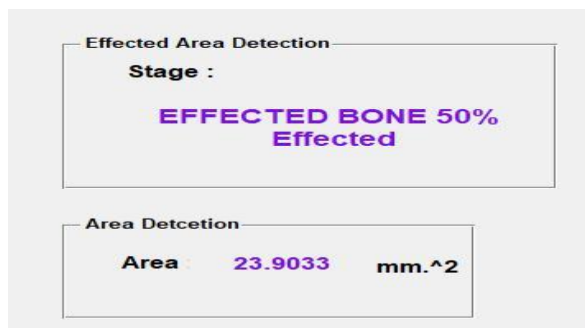 Effected Area Detection
Stage :
EFFECTED BONE 50%
Effected
Area Detcetion
Area : 23.9033 mm.^2